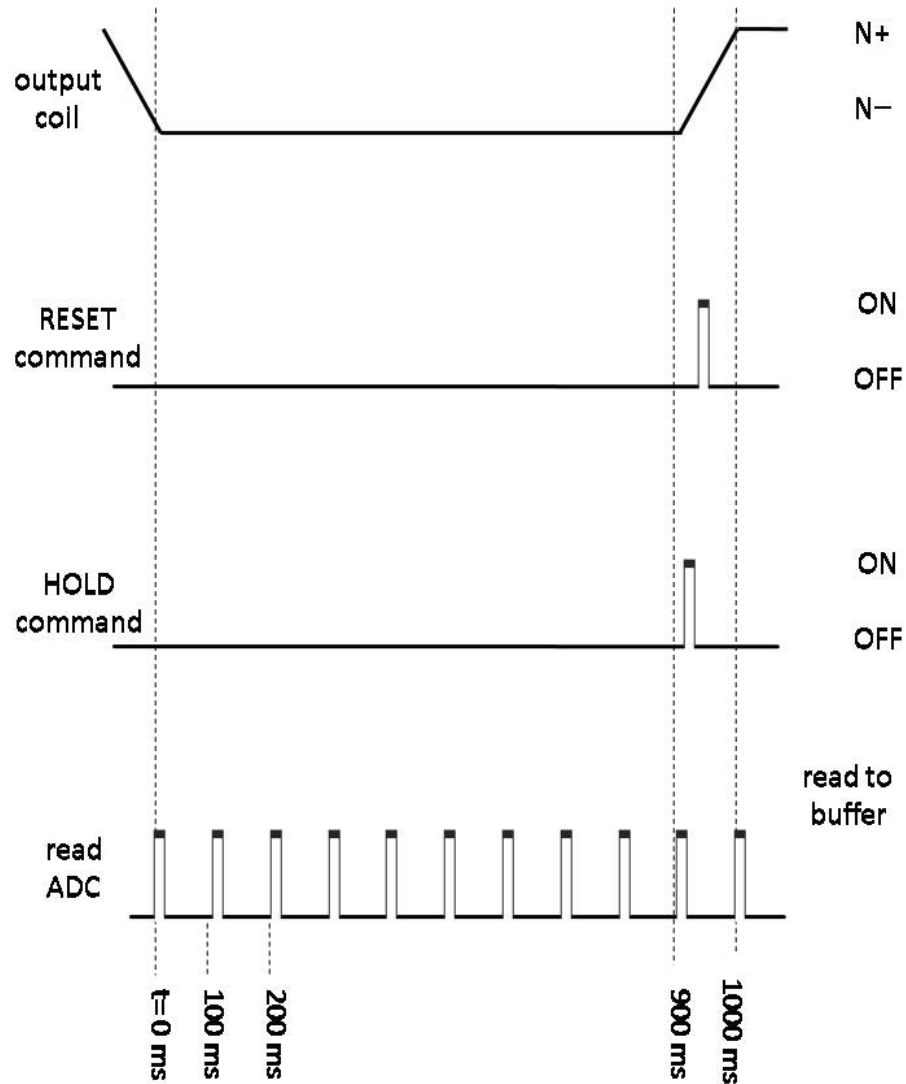 output
coil
N+
N−
RESET
command
ON
OFF
HOLD
command
ON
OFF
read to
buffer
read
ADC
t=0 ms
100 ms
200 ms
900 ms
1000 ms